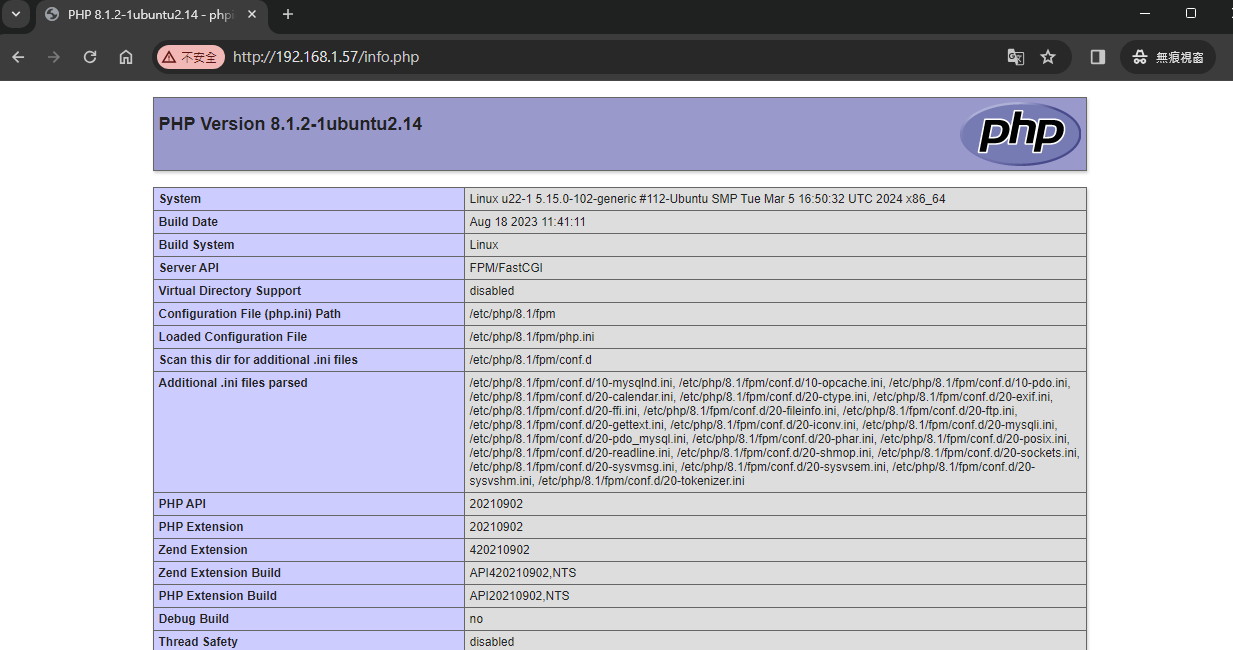 PHP 8.1.2-1ubuntu2.14 - phpi
不安全 http://192.168.1.57/info.php 無痕視窗
PHP Version 8.1.2-1ubuntu2.14
php
System Linux u22-1 5.15.0-102-generic #112-Ubuntu SMP Tue Mar 5 16:50:32 UTC 2024 x86_64
Build Date Aug 18 2023 11:41:11
Build System Linux
Server API FPM/FastCGI
Virtual Directory Support disabled
Configuration File (php.ini) Path /etc/php/8.1/fpm
Loaded Configuration File /etc/php/8.1/fpm/php.ini
Scan this dir for additional .ini files /etc/php/8.1/fpm/conf.d
Additional .ini files parsed /etc/php/8.1/fpm/conf.d/10-mysqlnd.ini, /etc/php/8.1/fpm/conf.d/10-opcache.ini, /etc/php/8.1/fpm/conf.d/10-pdo.ini,
/etc/php/8.1/fpm/conf.d/20-calendar.ini, /etc/php/8.1/fpm/conf.d/20-ctype.ini, /etc/php/8.1/fpm/conf.d/20-exif.ini,
/etc/php/8.1/fpm/conf.d/20-ffi.ini, /etc/php/8.1/fpm/conf.d/20-fileinfo.ini, /etc/php/8.1/fpm/conf.d/20-ftp.ini,
/etc/php/8.1/fpm/conf.d/20-gettext.ini, /etc/php/8.1/fpm/conf.d/20-iconv.ini, /etc/php/8.1/fpm/conf.d/20-mysqli.ini,
/etc/php/8.1/fpm/conf.d/20-pdo_mysql.ini, /etc/php/8.1/fpm/conf.d/20-phar.ini, /etc/php/8.1/fpm/conf.d/20-posix.ini,
/etc/php/8.1/fpm/conf.d/20-readline.ini, /etc/php/8.1/fpm/conf.d/20-shmop.ini, /etc/php/8.1/fpm/conf.d/20-sockets.ini,
/etc/php/8.1/fpm/conf.d/20-sysvmsg.ini, /etc/php/8.1/fpm/conf.d/20-sysvsem.ini, /etc/php/8.1/fpm/conf.d/20-
sysvshm.ini, /etc/php/8.1/fpm/conf.d/20-tokenizer.ini
PHP API 20210902
PHP Extension 20210902
Zend Extension 420210902
Zend Extension Build API420210902,NTS
PHP Extension Build API20210902,NTS
Debug Build no
Thread Safety disabled